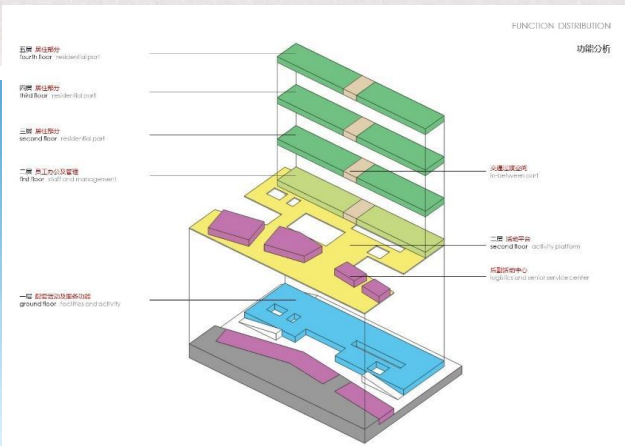 FUNCTION DISTRIBUTION
功能分析
五层 居住部分
fourth floor residential part
四层 居住部分
third floor residential part
三层 居住部分
second floor residential part
二层 员工办公及管理
first floor staff and management
交通过渡空间
in-between part
二层 活动平台
second floor activity platform
后勤活动中心
logistics and senior service center
一层 配套活动及服务功能
ground floor facilities and activity